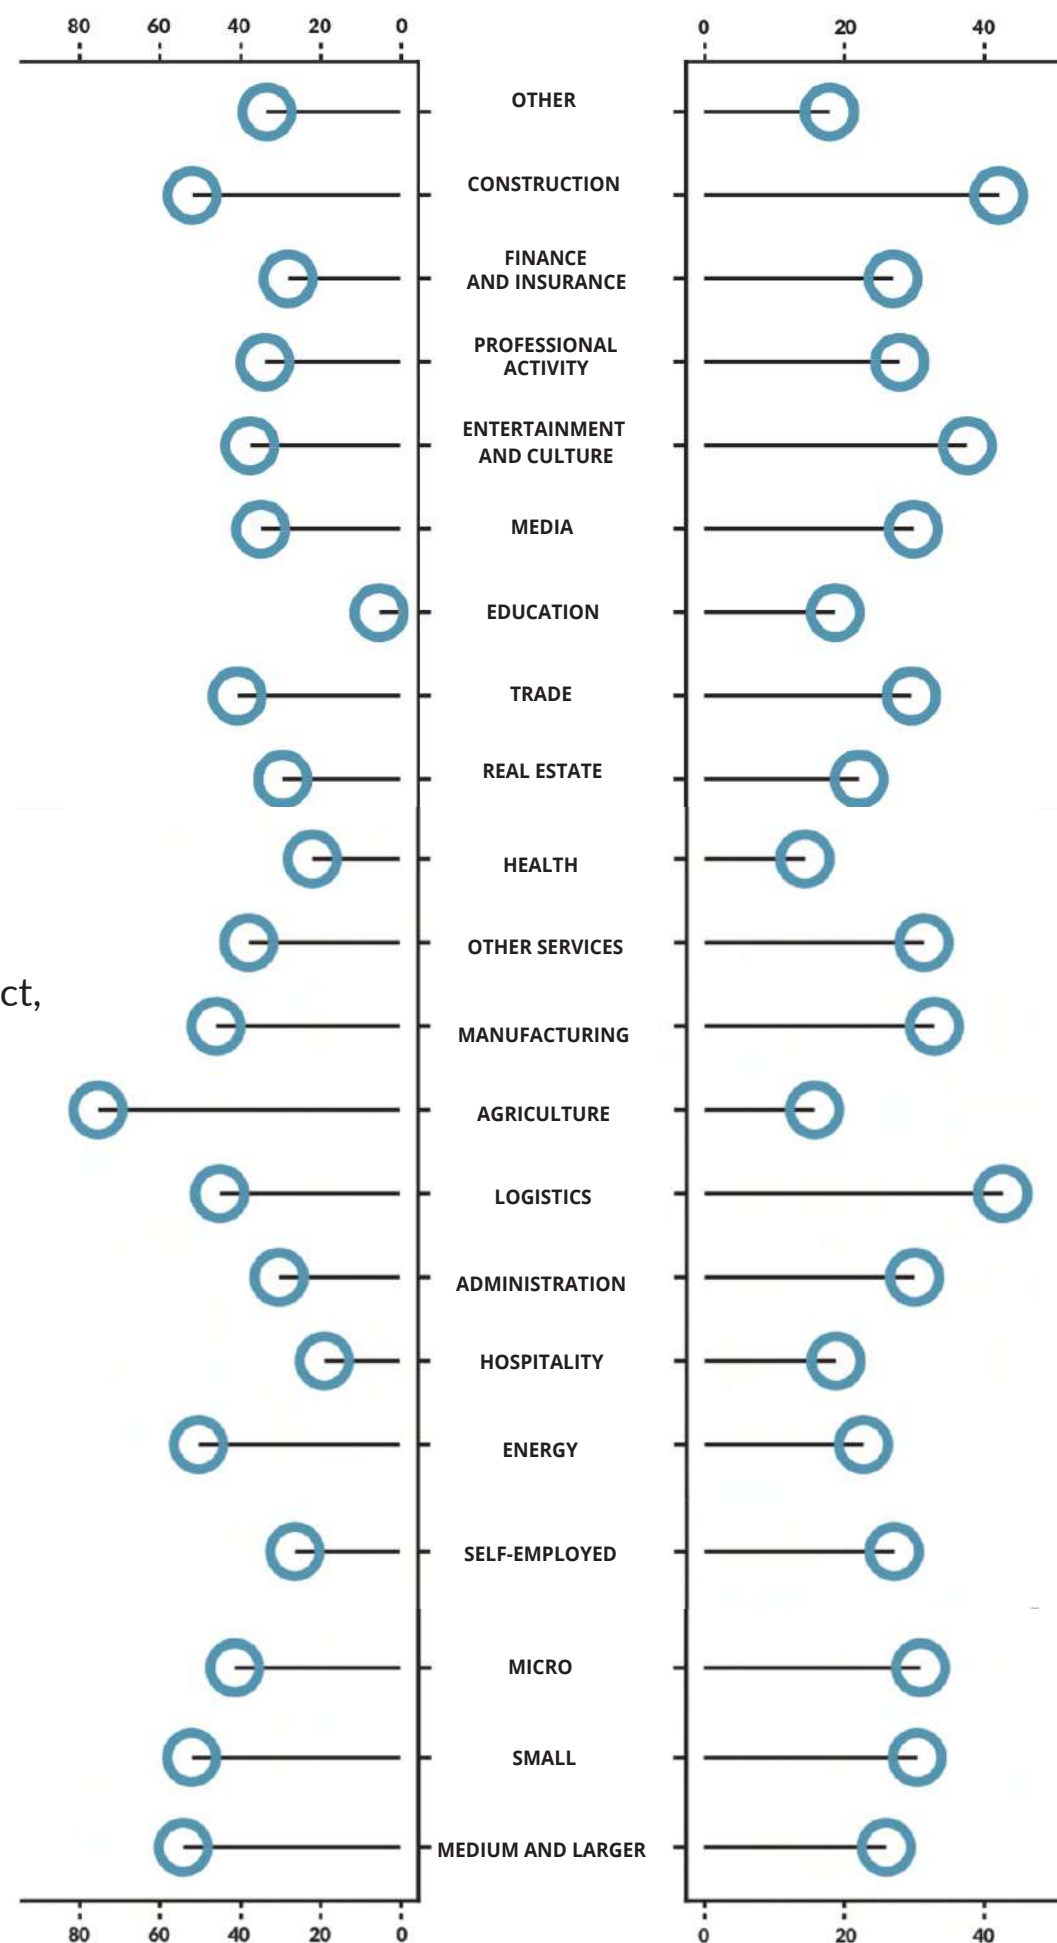 80 60 40 20 0
0 20 40
OTHER
CONSTRUCTION
FINANCE
AND INSURANCE
PROFESSIONAL
ACTIVITY
ENTERTAINMENT
AND CULTURE
MEDIA
EDUCATION
TRADE
REAL ESTATE
HEALTH
OTHER SERVICES
ct,
MANUFACTURING
AGRICULTURE
LOGISTICS
ADMINISTRATION
HOSPITALITY
ENERGY
SELF-EMPLOYED
MICRO
SMALL
MEDIUM AND LARGER
80 60 40 20 0
0 20 40